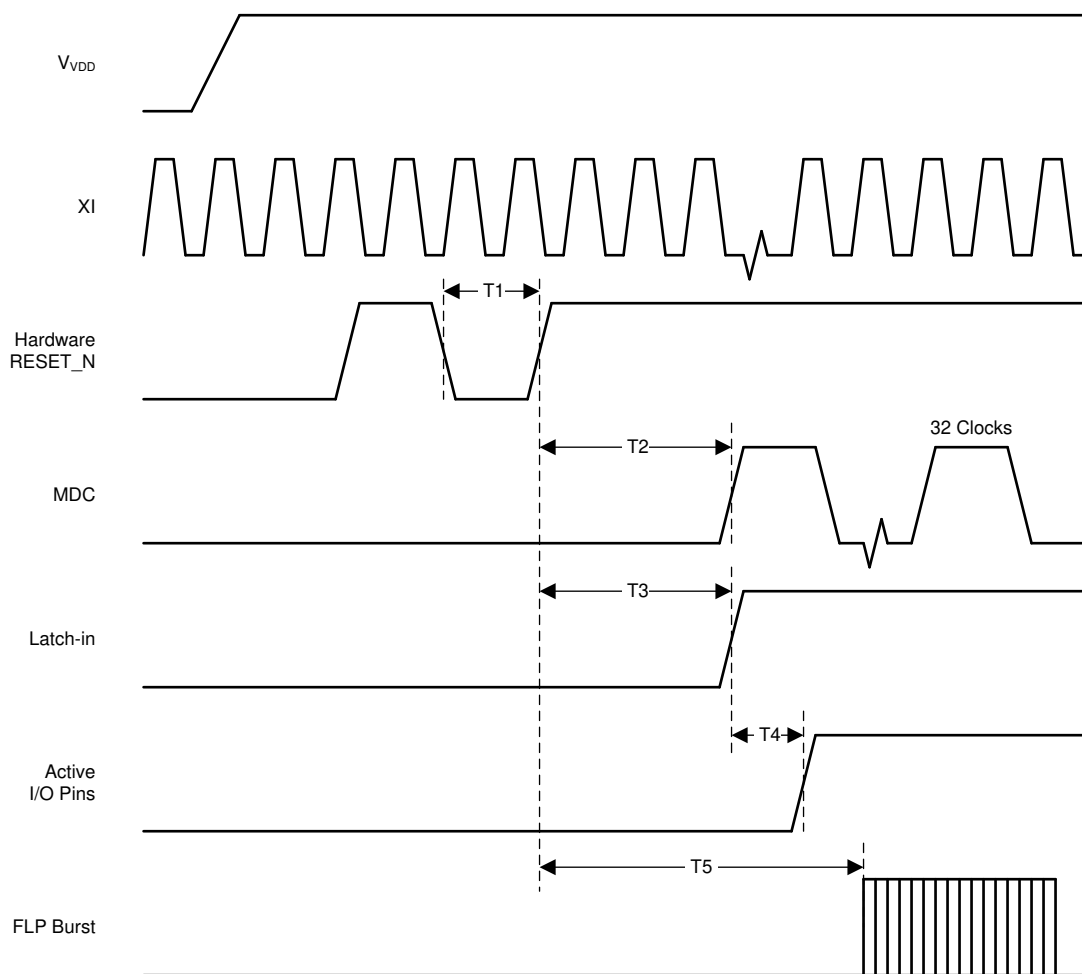 VVDD
XI
T1
Hardware
RESET_N
32 Clocks
T2
MDC
T3
Latch-in
T4
Active
I/O Pins
T5
FLP Burst